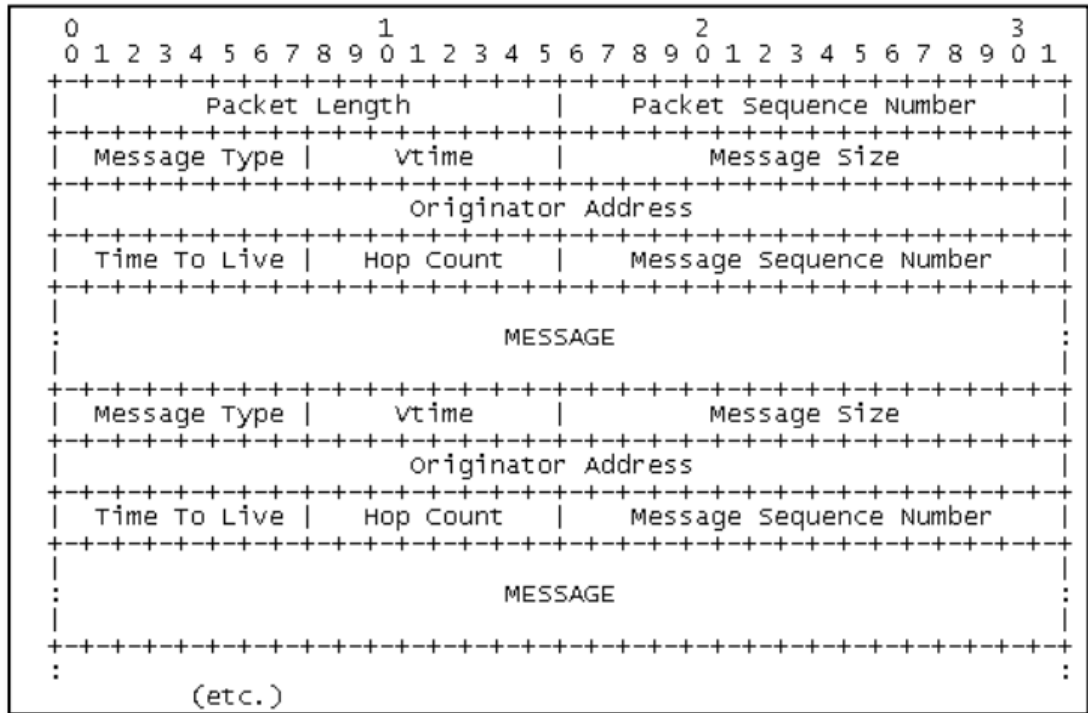 0                   1                   2                   3
0 1 2 3 4 5 6 7 8 9 0 1 2 3 4 5 6 7 8 9 0 1 2 3 4 5 6 7 8 9 0 1
+-+-+-+-+-+-+-+-+-+-+-+-+-+-+-+-+-+-+-+-+-+-+-+-+-+-+-+-+-+-+-+-+
|         Packet Length         |    Packet Sequence Number     |
+-+-+-+-+-+-+-+-+-+-+-+-+-+-+-+-+-+-+-+-+-+-+-+-+-+-+-+-+-+-+-+-+
|  Message Type |     Vtime     |         Message Size          |
+-+-+-+-+-+-+-+-+-+-+-+-+-+-+-+-+-+-+-+-+-+-+-+-+-+-+-+-+-+-+-+-+
|                      Originator Address                       |
+-+-+-+-+-+-+-+-+-+-+-+-+-+-+-+-+-+-+-+-+-+-+-+-+-+-+-+-+-+-+-+-+
|  Time To Live |   Hop Count   |    Message Sequence Number    |
+-+-+-+-+-+-+-+-+-+-+-+-+-+-+-+-+-+-+-+-+-+-+-+-+-+-+-+-+-+-+-+-+
|                                                               |
:                            MESSAGE                            :
|                                                               |
+-+-+-+-+-+-+-+-+-+-+-+-+-+-+-+-+-+-+-+-+-+-+-+-+-+-+-+-+-+-+-+-+
|  Message Type |     Vtime     |         Message Size          |
+-+-+-+-+-+-+-+-+-+-+-+-+-+-+-+-+-+-+-+-+-+-+-+-+-+-+-+-+-+-+-+-+
|                      Originator Address                       |
+-+-+-+-+-+-+-+-+-+-+-+-+-+-+-+-+-+-+-+-+-+-+-+-+-+-+-+-+-+-+-+-+
|  Time To Live |   Hop Count   |    Message Sequence Number    |
+-+-+-+-+-+-+-+-+-+-+-+-+-+-+-+-+-+-+-+-+-+-+-+-+-+-+-+-+-+-+-+-+
|                                                               |
:                            MESSAGE                            :
|                                                               |
+-+-+-+-+-+-+-+-+-+-+-+-+-+-+-+-+-+-+-+-+-+-+-+-+-+-+-+-+-+-+-+-+
:                                                               :
(etc.)